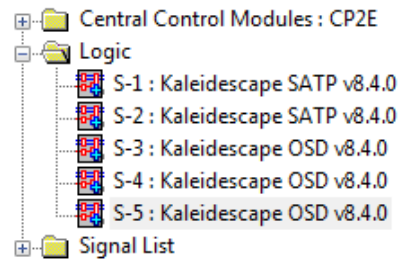 Central Control Modules : CP2E
Logic
S-1 : Kaleidescape SATP v8.4.0
S-2 : Kaleidescape SATP v8.4.0
S-3 : Kaleidescape OSD v8.4.0
S-4 : Kaleidescape OSD v8.4.0
S-5 : Kaleidescape OSD v8.4.0
Signal List